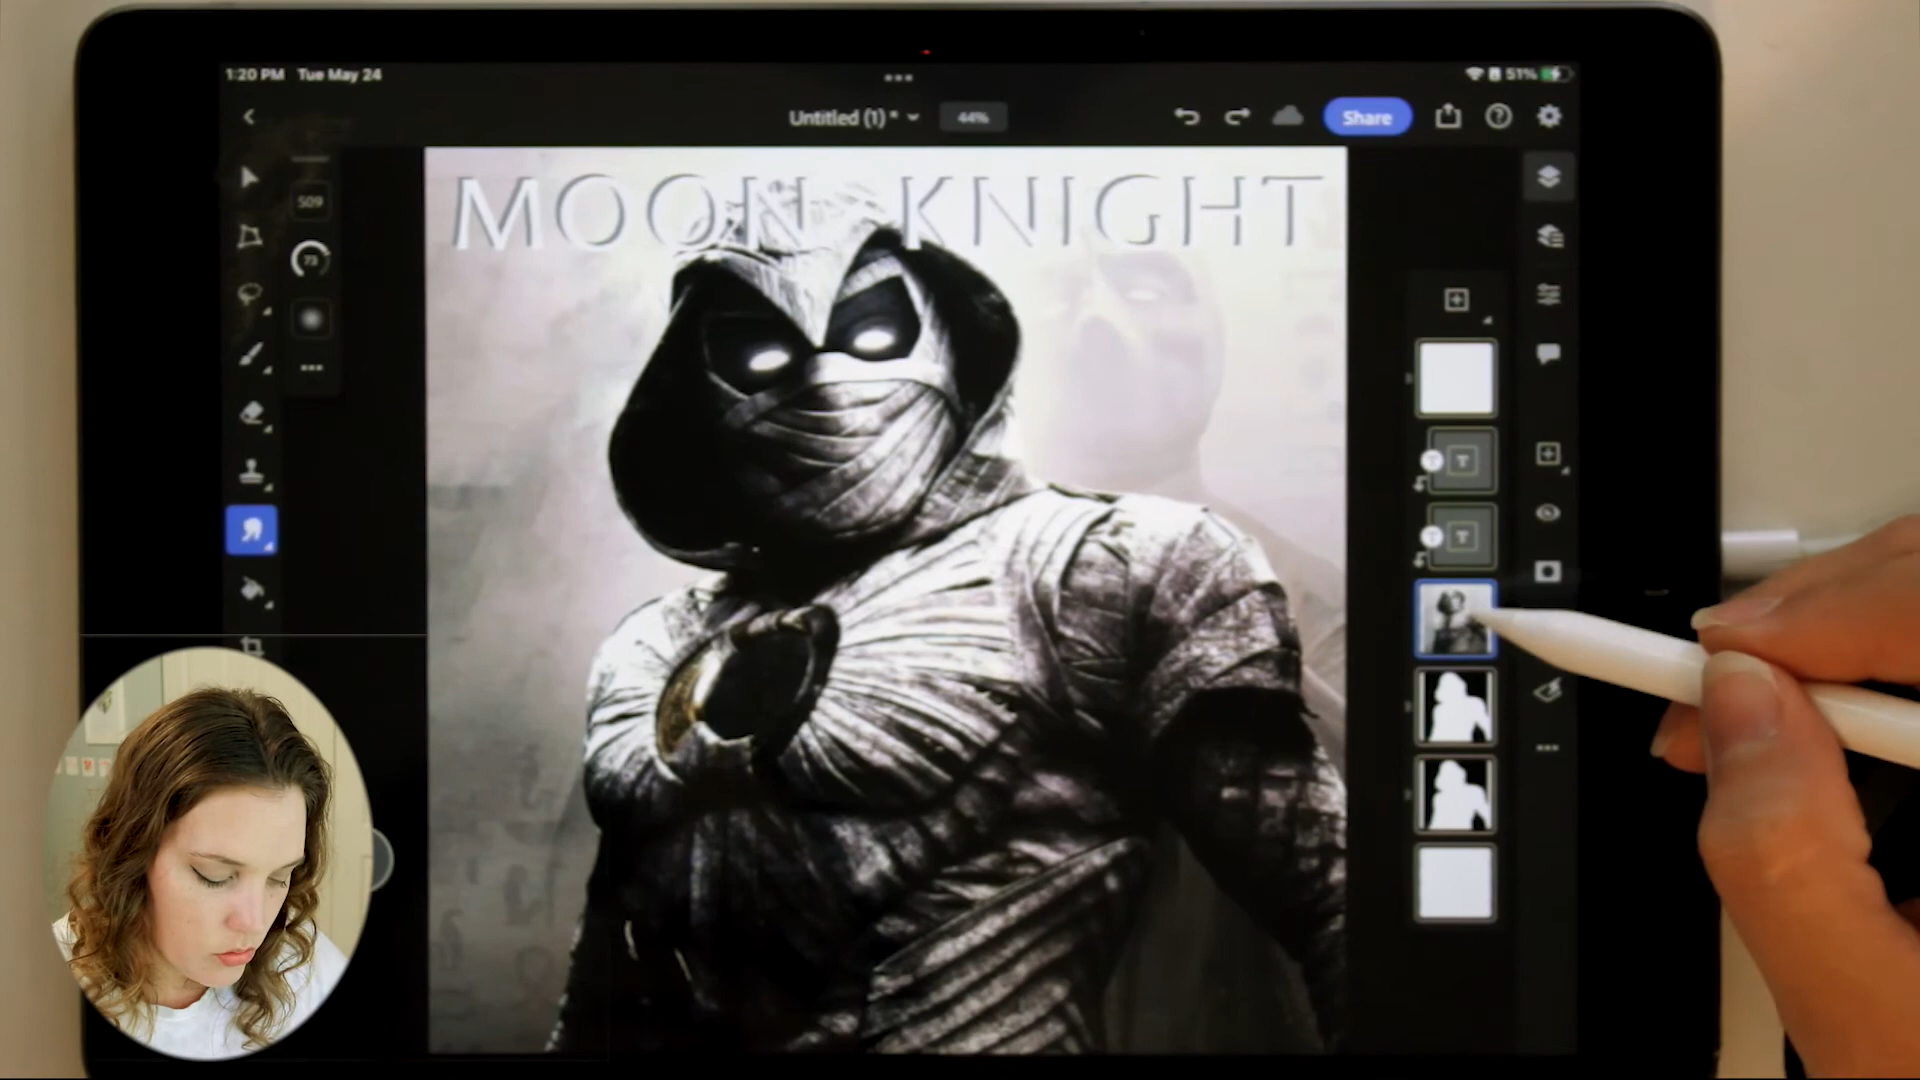 1:20 PM Tue May 24
51%
Untitled (1) *
44%
Share
?
MOON KNIGHT
509
73
T
T
T
T